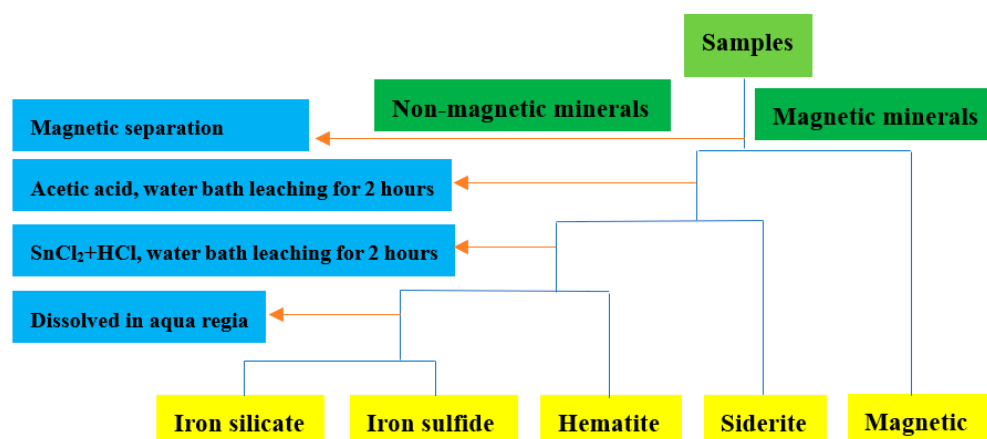 Samples
Non-magnetic minerals
Magnetic minerals
Magnetic separation
Acetic acid, water bath leaching for 2 hours
SnCl₂+HCl, water bath leaching for 2 hours
Dissolved in aqua regia
Iron silicate
Iron sulfide
Hematite
Siderite
Magnetic